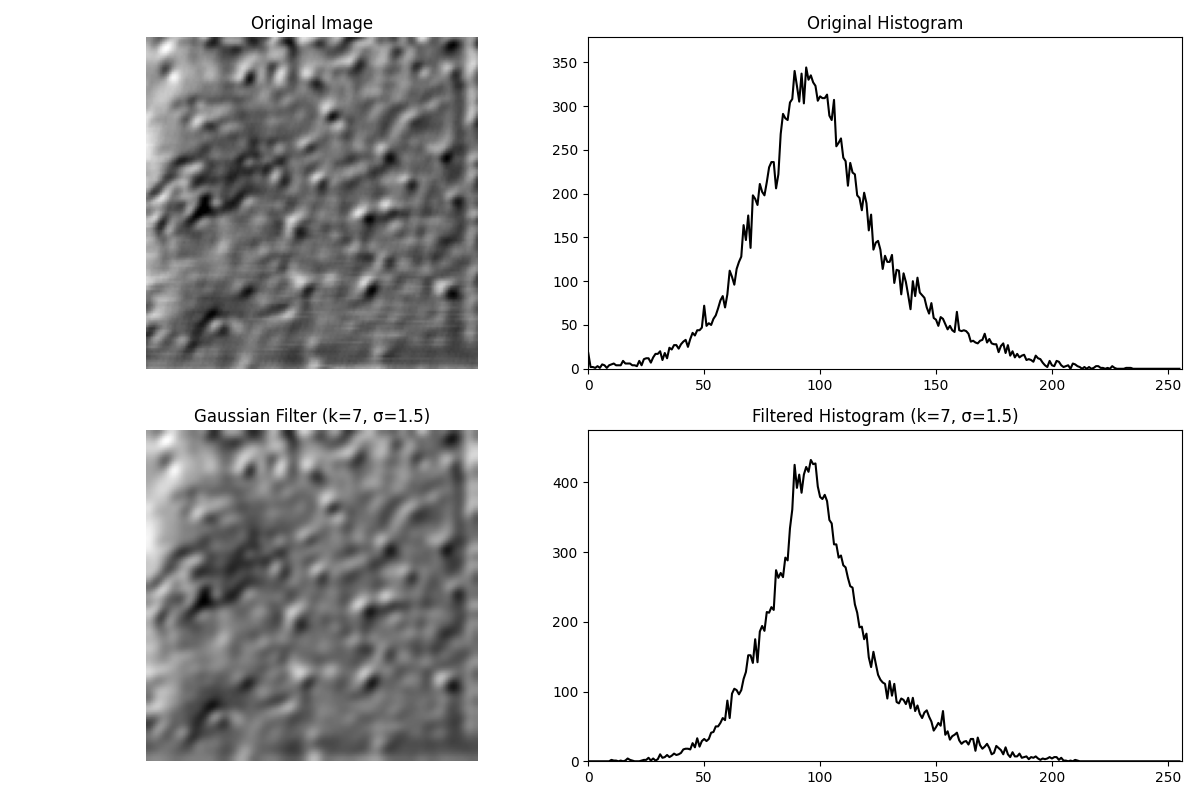 Original Image
Original Histogram
350
300
250
200
150
100
50
0
0 50 100 150 200 250
Gaussian Filter (k=7, σ=1.5)
Filtered Histogram (k=7, σ=1.5)
400
300
200
100
0
0 50 100 150 200 250